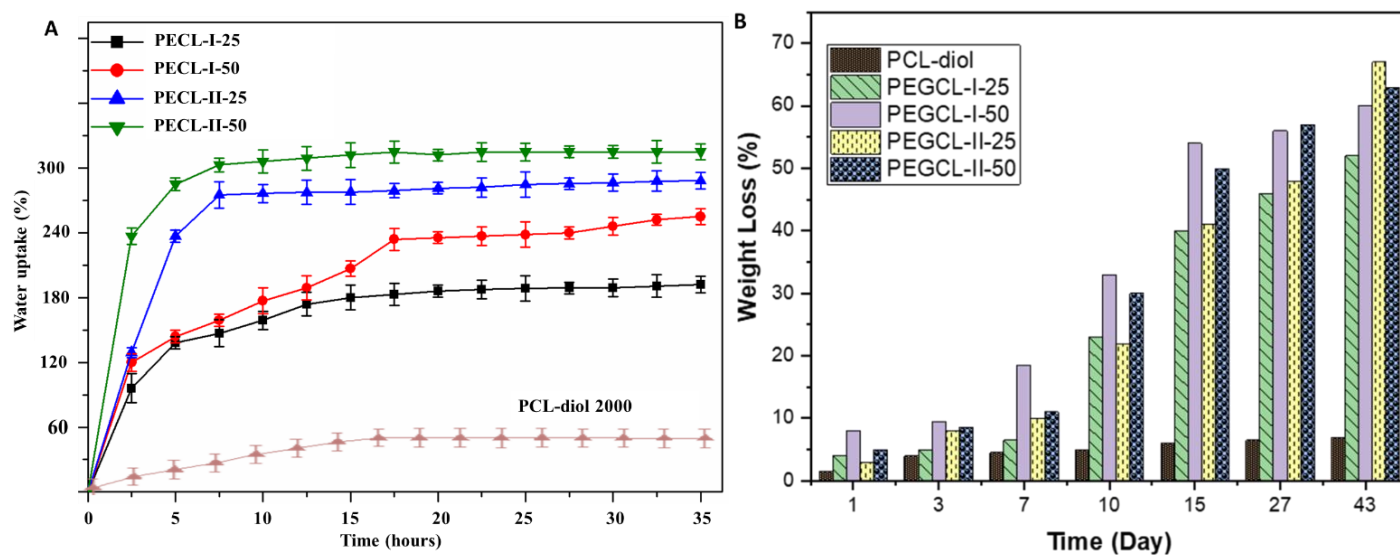 A
PECL-I-25
PECL-I-50
PECL-II-25
PECL-II-50
Water uptake (%)
300
240
180
120
60
PCL-diol 2000
0 5 10 15 20 25 30 35
Time (hours)
B
PCL-diol
PEGCL-I-25
PEGCL-I-50
PEGCL-II-25
PEGCL-II-50
Weight Loss (%)
70
60
50
40
30
20
10
0
1 3 7 10 15 27 43
Time (Day)